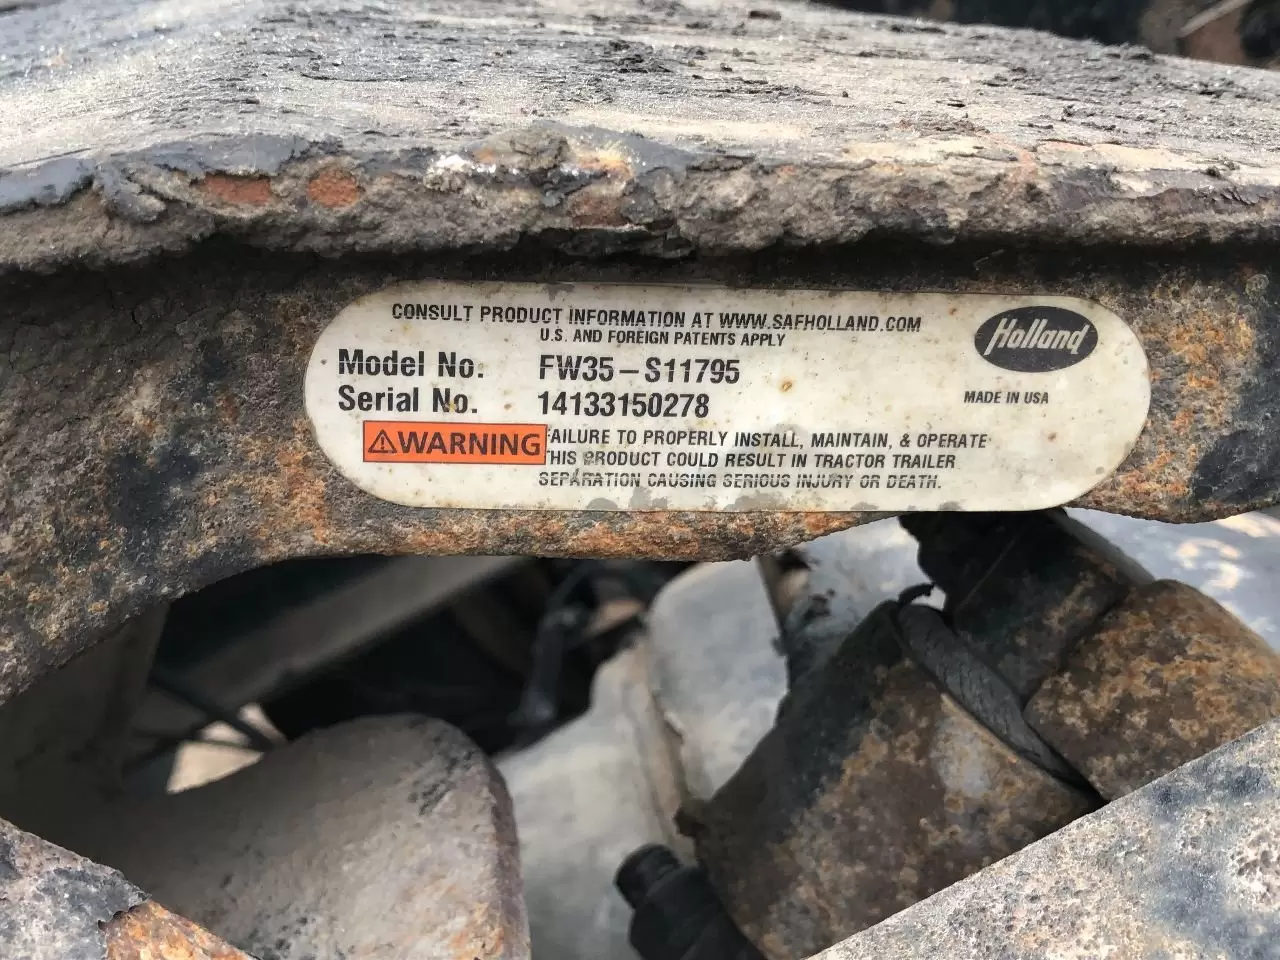 CONSULT PRODUCT INFORMATION AT WWW.SAFHOLLAND.COM
U.S. AND FOREIGN PATENTS APPLY
Holland
Model No. FW35-S11795
Serial No. 14133150278
MADE IN USA
WARNING
AILURE TO PROPERLY INSTALL, MAINTAIN, & OPERATE
THIS PRODUCT COULD RESULT IN TRACTOR TRAILER
SEPARATION CAUSING SERIOUS INJURY OR DEATH.